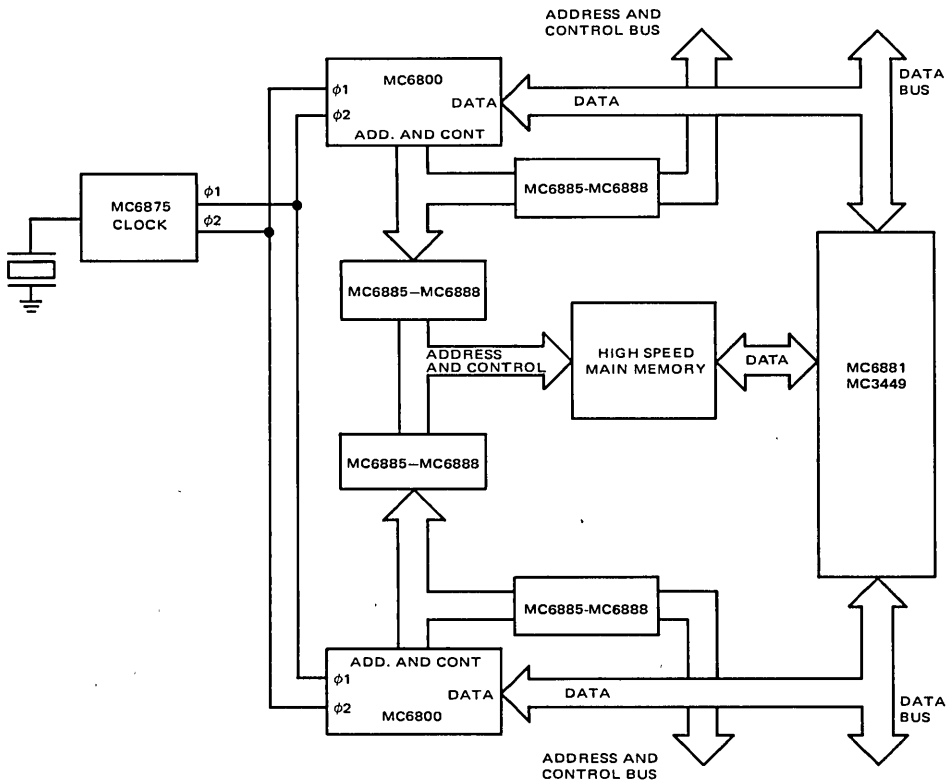 ADDRESS AND
CONTROL BUS
MC6800
φ1
φ2
DATA
ADD. AND CONT
DATA
DATA
BUS
MC6885-MC6888
MC6875
CLOCK
φ1
φ2
MC6885—MC6888
ADDRESS
AND CONTROL
HIGH SPEED
MAIN MEMORY
DATA
MC6881
MC3449
MC6885—MC6888
MC6885-MC6888
ADD. AND CONT
φ1
φ2
DATA
MC6800
DATA
DATA
BUS
ADDRESS AND
CONTROL BUS